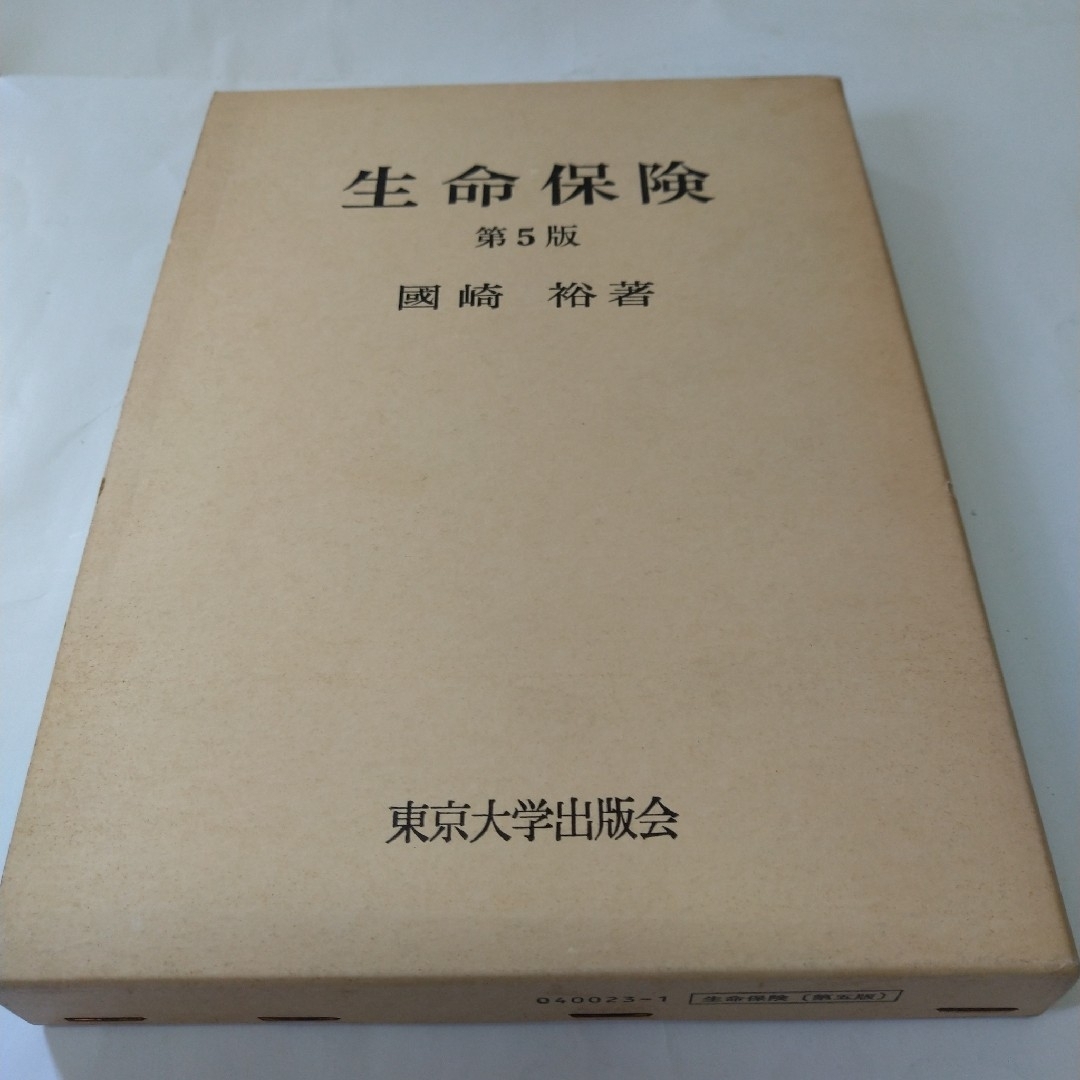 生命保険
第5版
國崎 裕著
東京大学出版会
040023-1 生命保険（第五版）